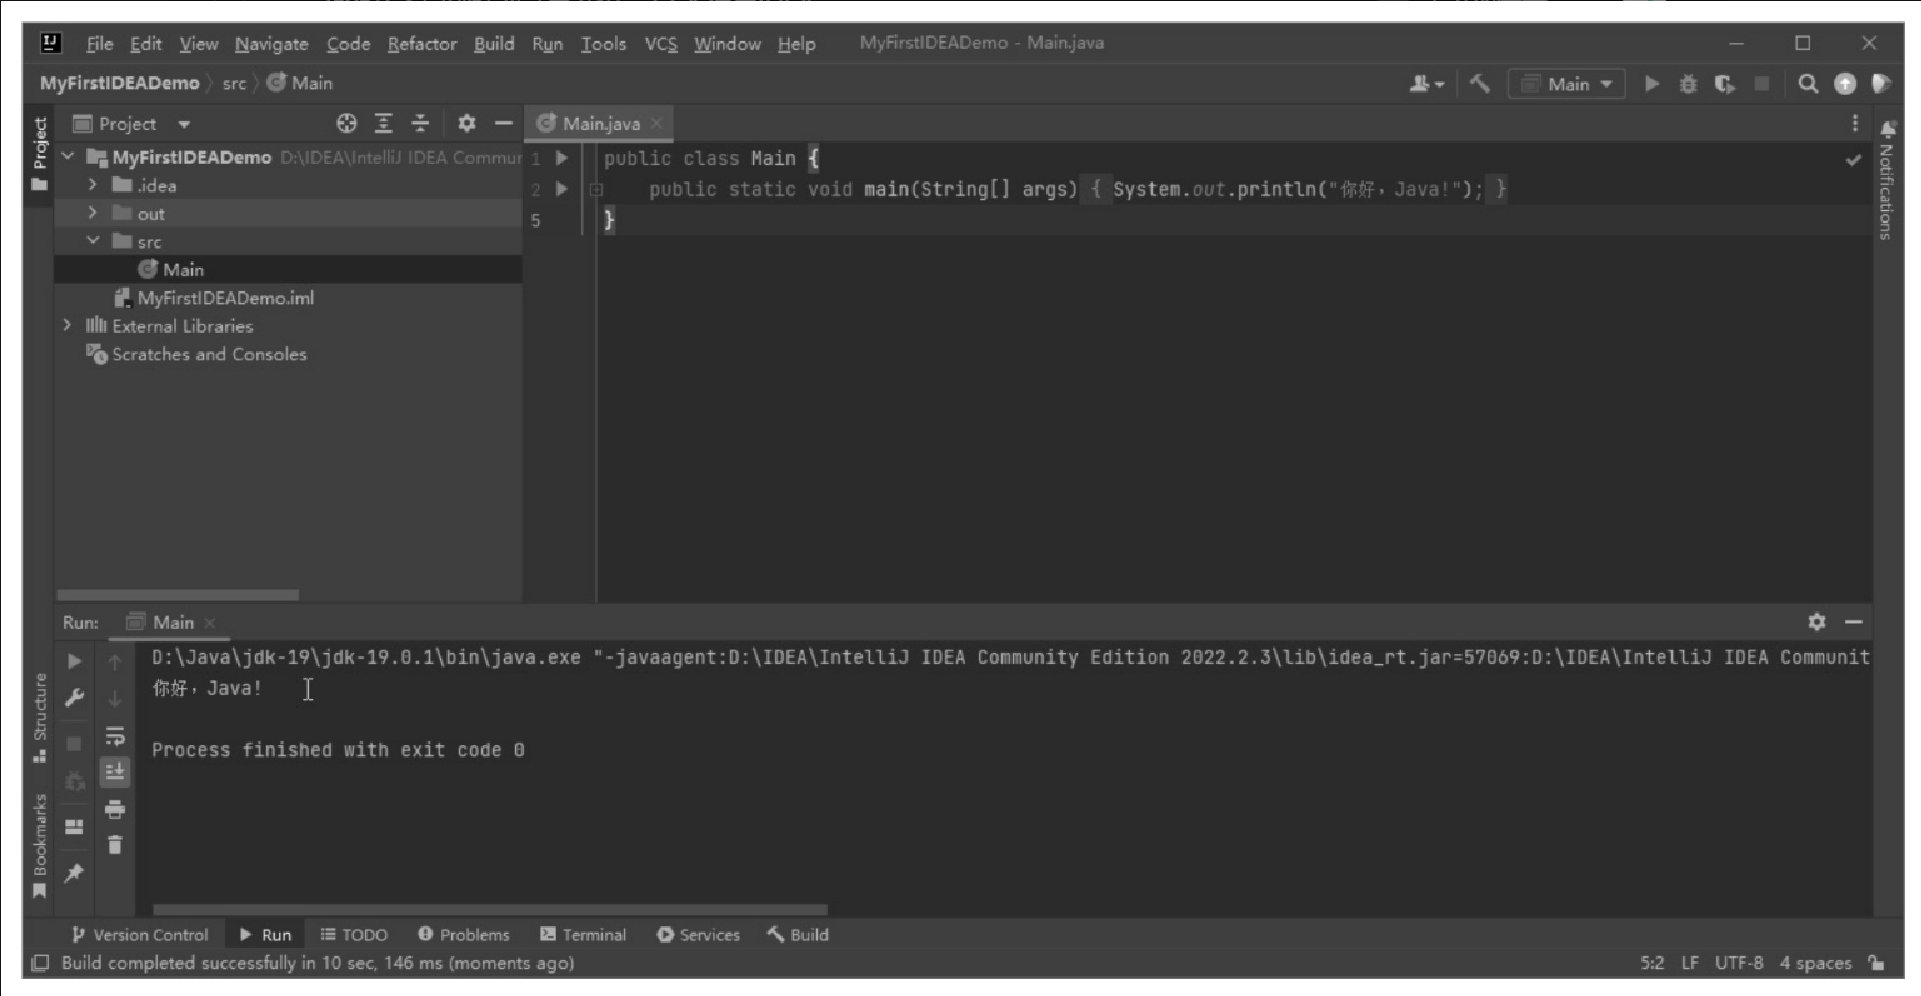 File Edit View Navigate Code Refactor Build Run Tools VCS Window Help MyFirstIDEADemo - Main.java
MyFirstIDEADemo src Main
Main
Project
Project
Main.java
MyFirstIDEADemo D:\IDEA\IntelliJ IDEA Commur
.idea
out
src
Main
MyFirstIDEADemo.iml
External Libraries
Scratches and Consoles
1 public class Main {
2 public static void main(String[] args) { System.out.println("你好，Java!"); }
5 }
Notifications
Run: Main
D:\Java\jdk-19\jdk-19.0.1\bin\java.exe "-javaagent:D:\IDEA\IntelliJ IDEA Community Edition 2022.2.3\lib\idea_rt.jar=57069:D:\IDEA\IntelliJ IDEA Communit
你好，Java!
Process finished with exit code 0
Structure
Bookmarks
Version Control Run TODO Problems Terminal Services Build
Build completed successfully in 10 sec, 146 ms (moments ago)
5:2 LF UTF-8 4 spaces